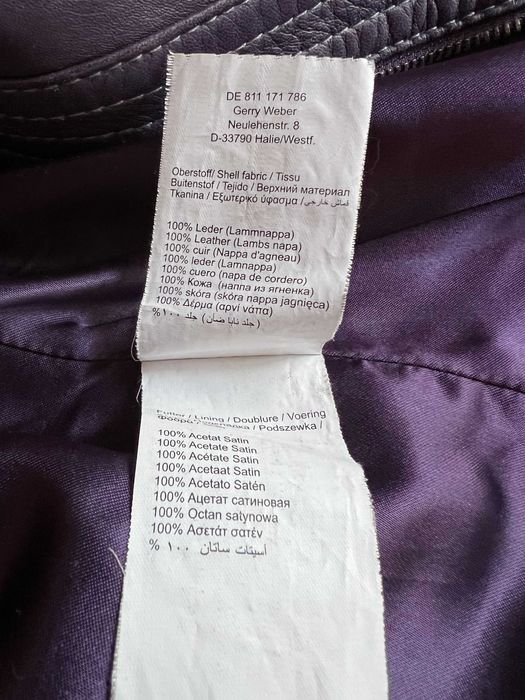 DE 811 171 786
Gerry Weber
Neulehenstr. 8
D-33790 Halle/Westf.
Oberstoff/ Shell fabric / Tissu
Buitenstof / Tejido / Верхний материал
Tkanina / Εξωτερικό ύφασμα / قماش خارجي
100% Leder (Lammnappa)
100% Leather (Lambs napa)
100% cuir (Nappa d'agneau)
100% leder (Lamnappa)
100% cuero (napa de cordero)
100% Кожа (наппа из ягненка)
100% skóra (skóra nappa jagnięca)
100% Δέρμα (αρνί νάπα)
%١٠٠ جلد (جلد نابا ضأن)
Futter / Lining / Doublure / Voering
/ Podszewka /
100% Acetat Satin
100% Acetate Satin
100% Acétate Satin
100% Acetaat Satin
100% Acetato Satén
100% Ацетат сатиновая
100% Octan satynowa
100% Ασετάτ σατέν
% ١٠٠ أسيتات ساتان